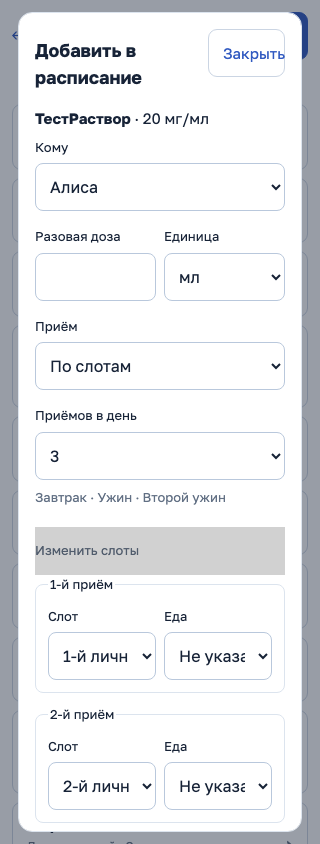 Добавить в
расписание
Закрыть
ТестРаствор · 20 мг/мл
Кому
Алиса
Разовая доза
Единица
мл
Приём
По слотам
Приёмов в день
3
Завтрак · Ужин · Второй ужин
Изменить слоты
1-й приём
Слот
Еда
1-й личн
Не указа
2-й приём
Слот
Еда
2-й личн
Не указа